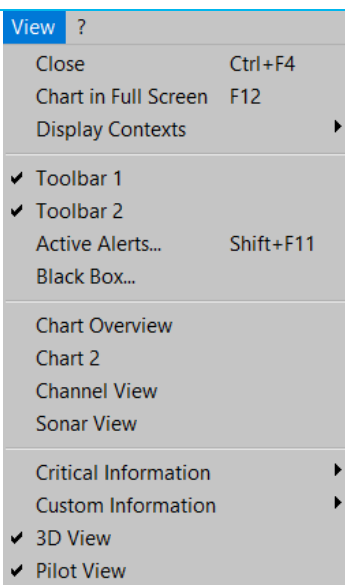 View ?
Close Ctrl+F4
Chart in Full Screen F12
Display Contexts
Toolbar 1
Toolbar 2
Active Alerts... Shift+F11
Black Box...
Chart Overview
Chart 2
Channel View
Sonar View
Critical Information
Custom Information
3D View
Pilot View